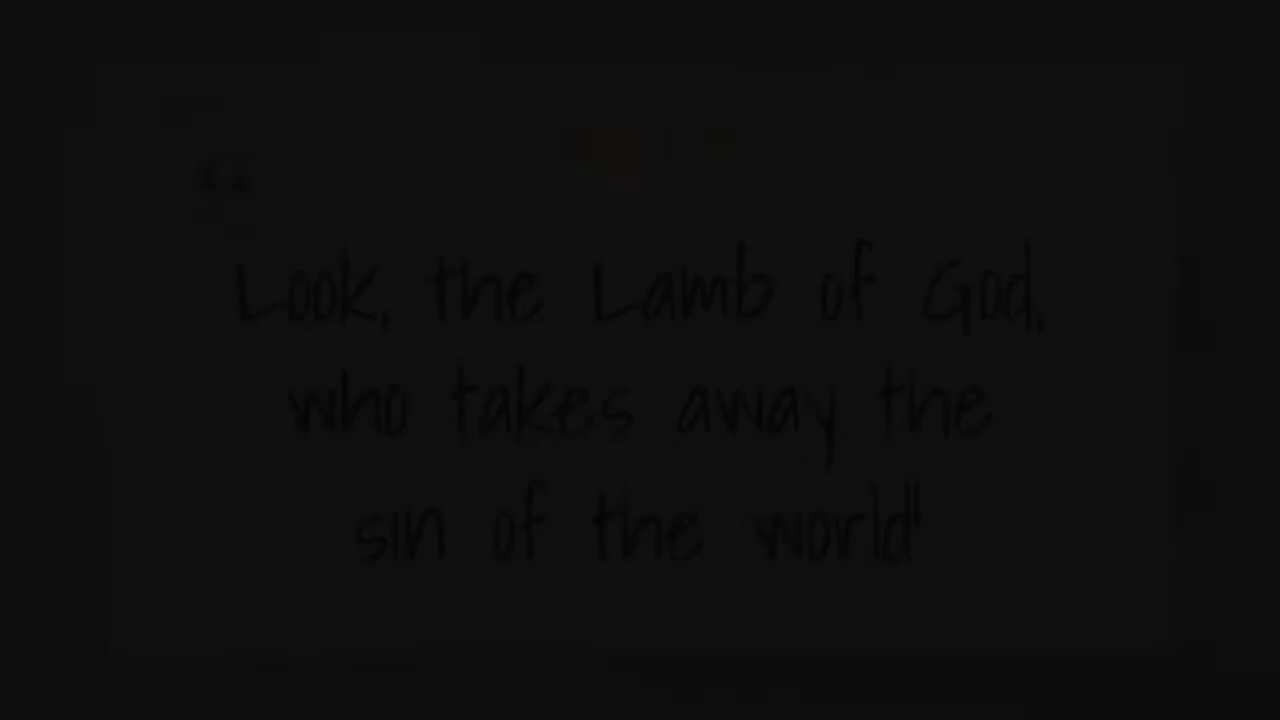 "
Look, the Lamb of God,
who takes away the
sin of the world'